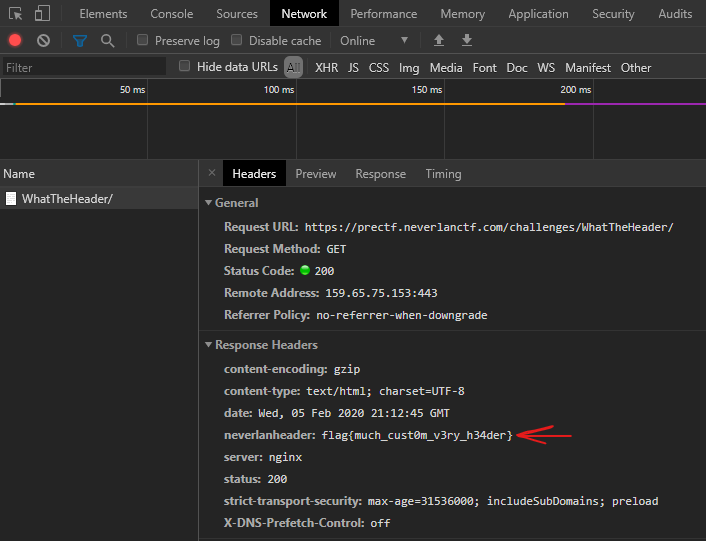 Elements Console Sources Network Performance Memory Application Security Audits
Preserve log Disable cache Online
Filter Hide data URLs All XHR JS CSS Img Media Font Doc WS Manifest Other
50 ms 100 ms 150 ms 200 ms
Name × Headers Preview Response Timing
WhatTheHeader/
General
Request URL: https://prectf.neverlanctf.com/challenges/WhatTheHeader/
Request Method: GET
Status Code: 200
Remote Address: 159.65.75.153:443
Referrer Policy: no-referrer-when-downgrade
Response Headers
content-encoding: gzip
content-type: text/html; charset=UTF-8
date: Wed, 05 Feb 2020 21:12:45 GMT
neverlanheader: flag{much_cust0m_v3ry_h34der}
server: nginx
status: 200
strict-transport-security: max-age=31536000; includeSubDomains; preload
X-DNS-Prefetch-Control: off